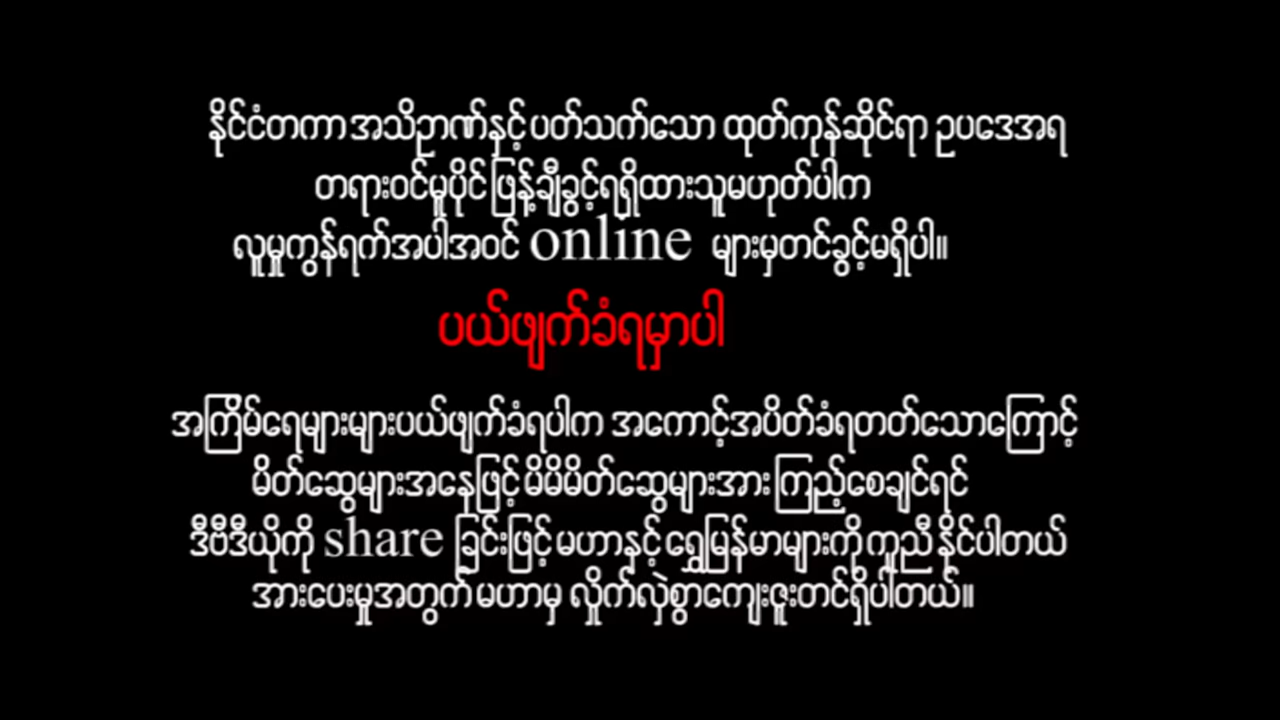 နိုင်ငံတကာ အသိဉာဏ်နှင့် ပတ်သက်သော ထုတ်ကုန်ဆိုင်ရာ ဥပဒေအရ
တရားဝင်မူပိုင် ဖြန့်ချီခွင့်ရရှိထားသူမဟုတ်ပါက
လူမှုကွန်ရက်အပါအဝင် online များမှတင်ခွင့်မရှိပါ။
ပယ်ဖျက်ခံရမှာပါ
အကြိမ်ရေများများပယ်ဖျက်ခံရပါက အကောင့်အပိတ်ခံရတတ်သောကြောင့်
မိတ်ဆွေများအနေဖြင့် မိမိမိတ်ဆွေများအား ကြည့်စေချင်ရင်
ဒီဗီဒီယိုကို share ခြင်းဖြင့် မဟာနှင့် ရွှေမြန်မာများကို ကူညီ နိုင်ပါတယ်
အားပေးမှုအတွက် မဟာမှ လှိုက်လှဲစွာကျေးဇူးတင်ရှိပါတယ်။